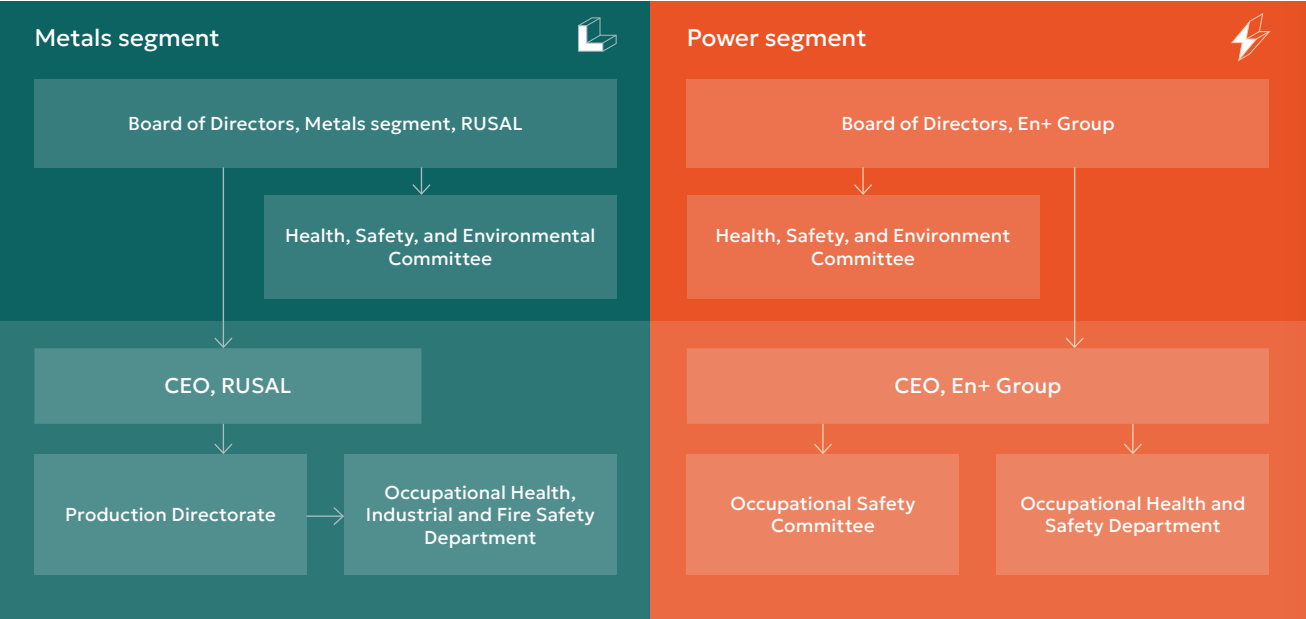 Metals segment
Board of Directors, Metals segment, RUSAL
Health, Safety, and Environmental
Committee
CEO, RUSAL
Production Directorate
Occupational Health,
Industrial and Fire Safety
Department
Power segment
Board of Directors, En+ Group
Health, Safety, and Environment
Committee
CEO, En+ Group
Occupational Safety
Committee
Occupational Health and
Safety Department